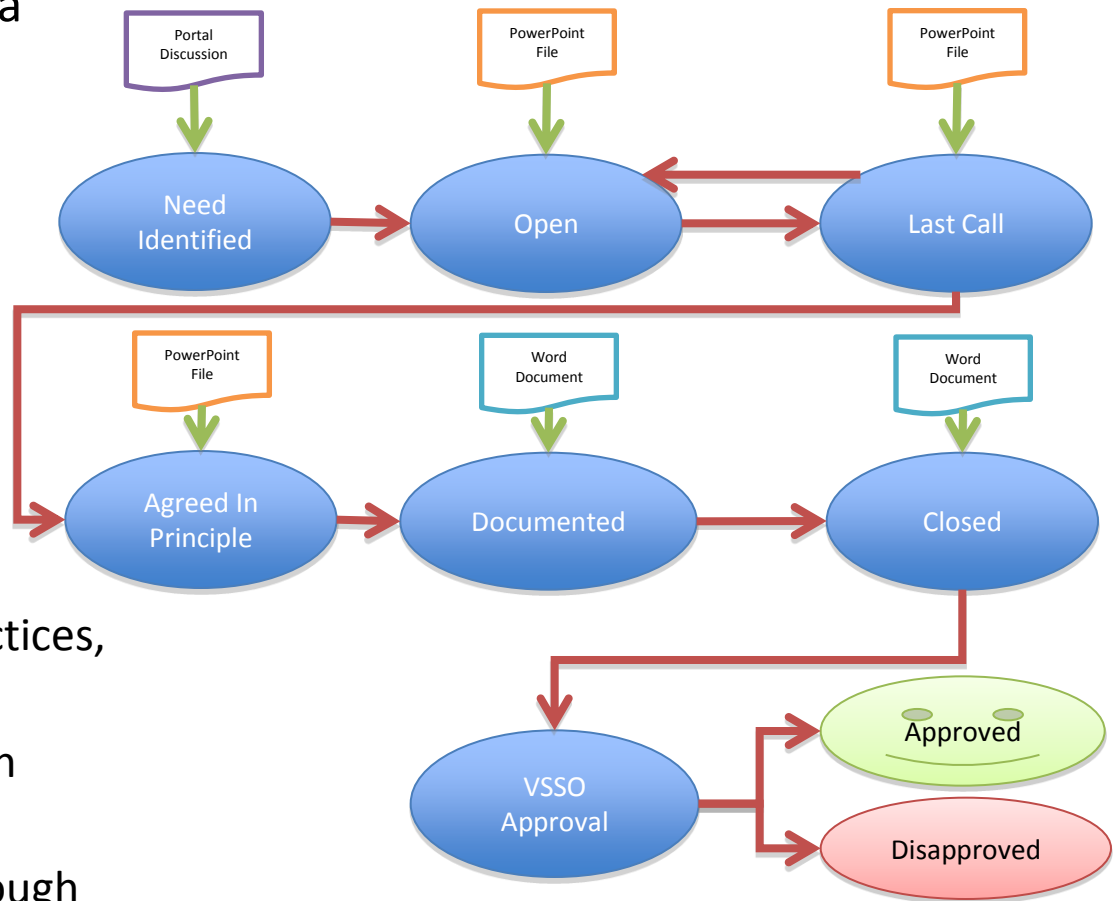 a
Portal
Discussion
PowerPoint
File
PowerPoint
File
Need
Identified
Open
Last Call
PowerPoint
File
Word
Document
Word
Document
Agreed In
Principle
Documented
Closed
ctices,
VSSO
Approval
Approved
Disapproved
ough